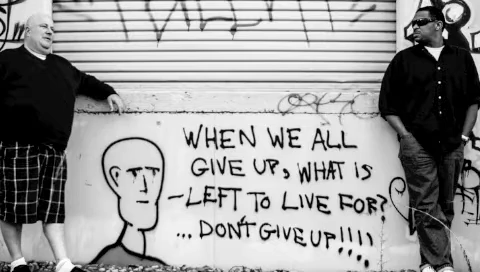 WHEN WE ALL
GIVE UP, WHAT IS
-LEFT TO LIVE FOR?
...DON'T GIVE UP!!!!